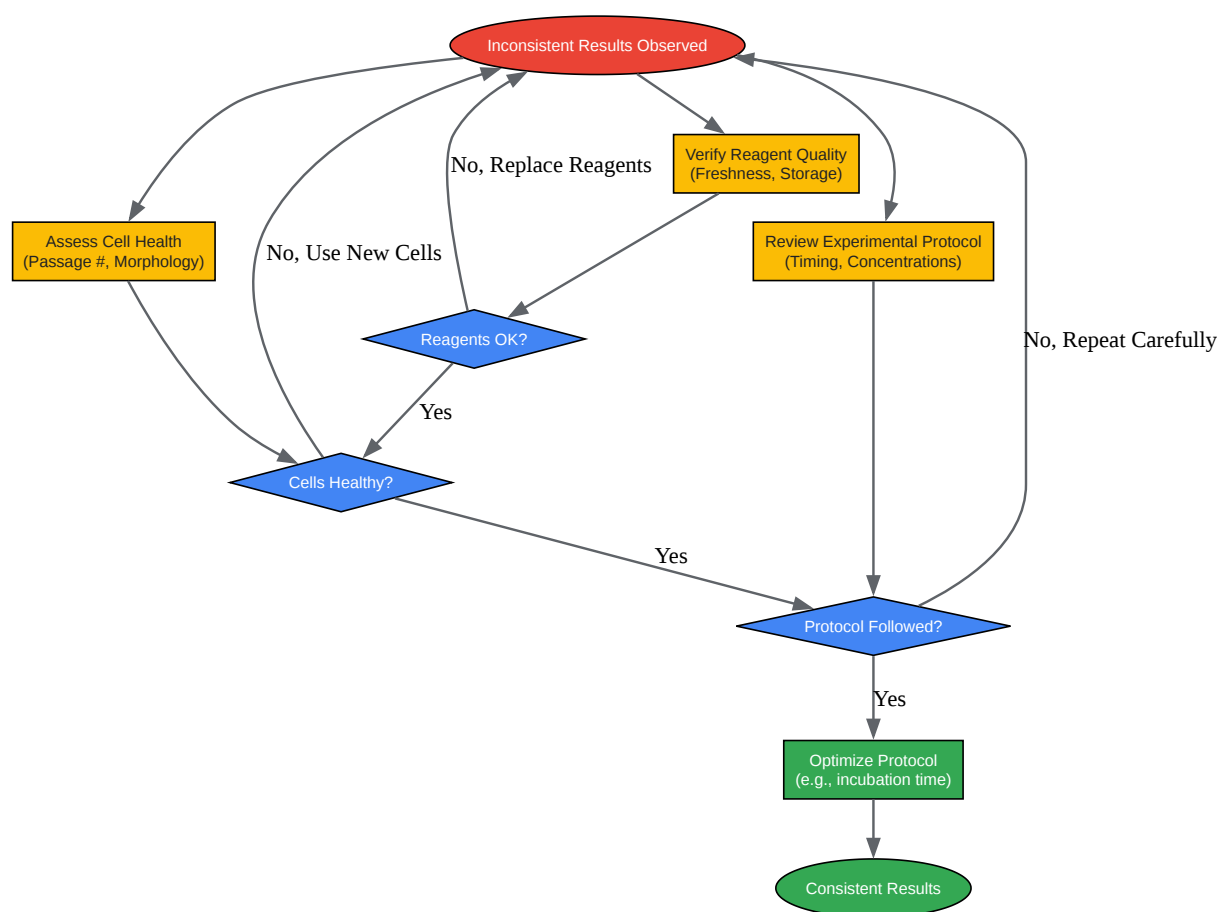 Inconsistent Results Observed
Verify Reagent Quality
(Freshness, Storage)
No, Replace Reagents
Assess Cell Health
(Passage #, Morphology)
No, Use New Cells
Review Experimental Protocol
(Timing, Concentrations)
Reagents OK?
No, Repeat Carefully
Yes
Cells Healthy?
Yes
Protocol Followed?
Yes
Optimize Protocol
(e.g., incubation time)
Consistent Results